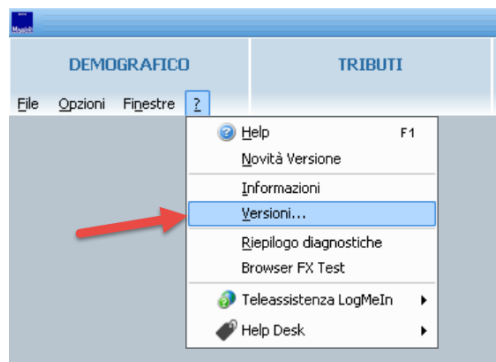 DEMOGRAFICO TRIBUTI
File Opzioni Finestre ?
Help F1
Novità Versione
Informazioni
Versioni...
Riepilogo diagnostiche
Browser FX Test
Teleassistenza LogMeIn
Help Desk